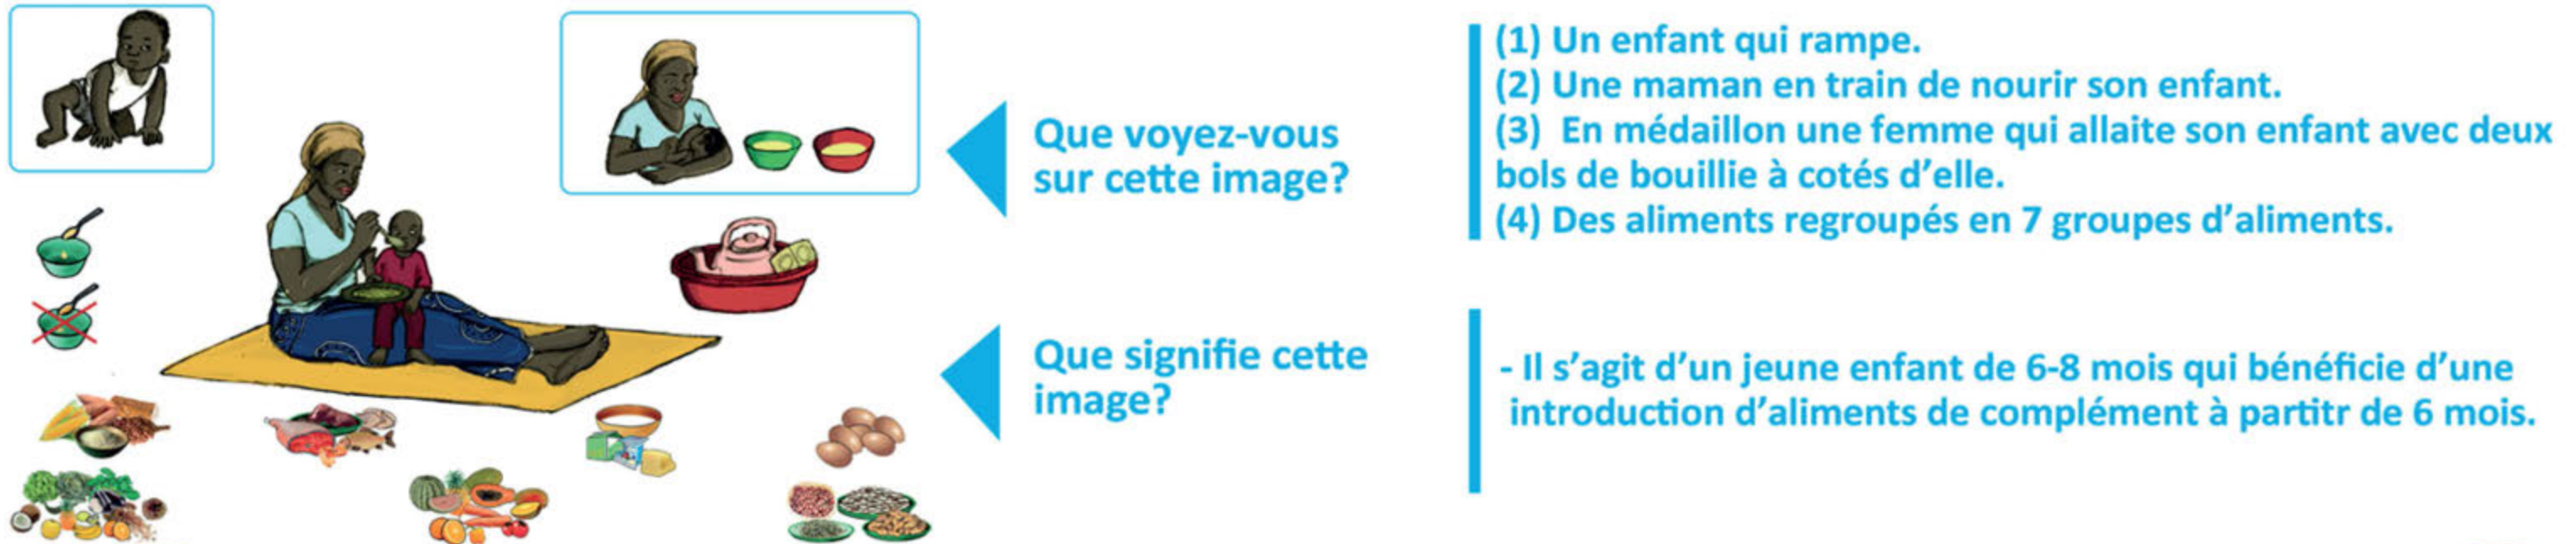 Que voyez-vous
sur cette image?
(1) Un enfant qui rampe.
(2) Une maman en train de nourir son enfant.
(3) En médaillon une femme qui allaite son enfant avec deux
bols de bouillie à cotés d’elle.
(4) Des aliments regroupés en 7 groupes d’aliments.
Que signifie cette
image?
- Il s’agit d’un jeune enfant de 6-8 mois qui bénéficie d’une
introduction d’aliments de complément à partitr de 6 mois.